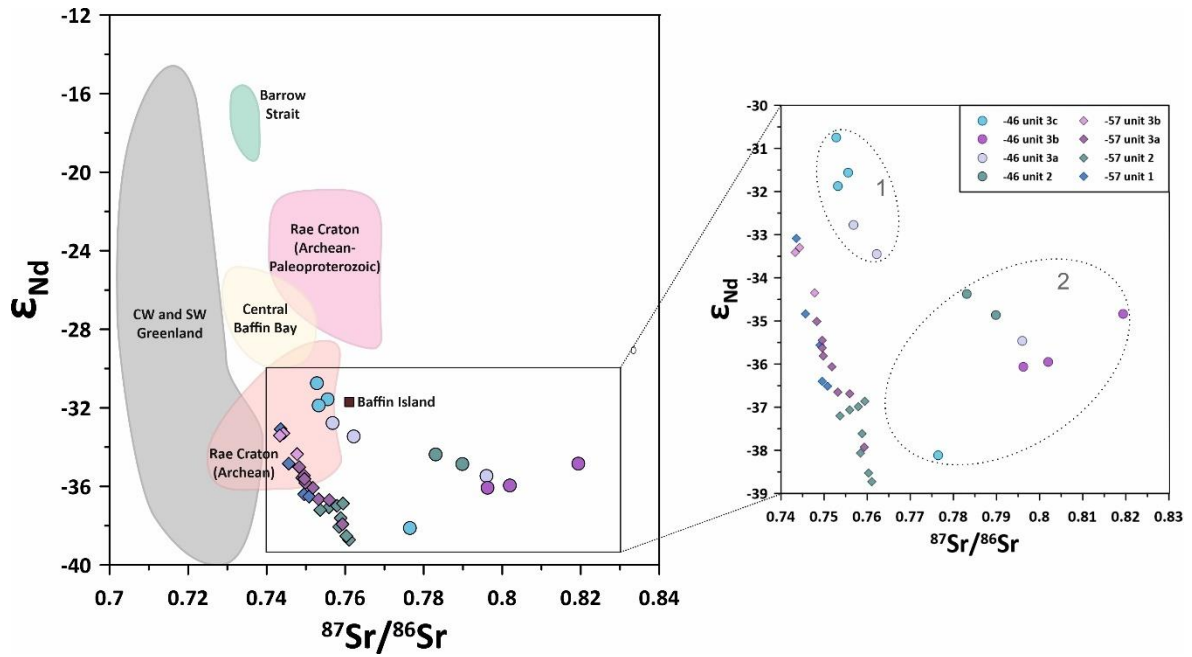 -12
-16
-20
-24
-28
-32
-36
-40
εNd
0.7
0.72
0.74
0.76
0.78
0.8
0.82
0.84
87Sr/86Sr
Barrow
Strait
Rae Craton
(Archean-
Paleoproterozoic)
CW and SW
Greenland
Central
Baffin Bay
Baffin Island
Rae Craton
(Archean)
0
-30
-31
-32
-33
-34
-35
-36
-37
-38
-39
εNd
0.74
0.75
0.76
0.77
0.78
0.79
0.8
0.81
0.82
0.83
87Sr/86Sr
-46 unit 3c
-46 unit 3b
-46 unit 3a
-46 unit 2
-57 unit 3b
-57 unit 3a
-57 unit 2
-57 unit 1
1
2